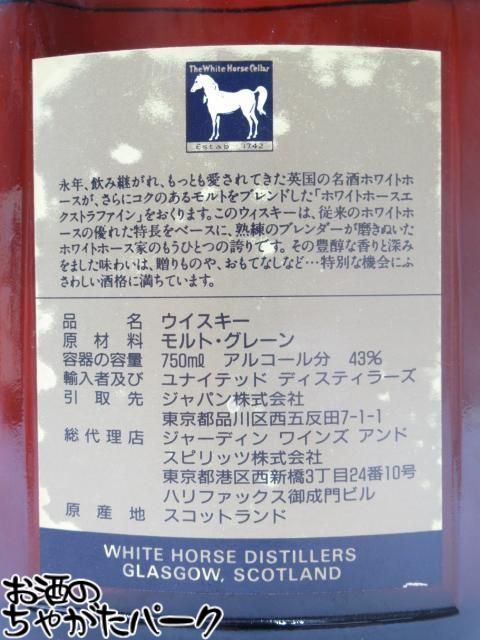 The White Horse Cellar
Estab 1742
永年、飲み継がれ、もっとも愛されてきた英国の名酒ホワイトホ
ースが、さらにコクのあるモルトをブレンドした「ホワイトホースエ
クストラファイン」をおくります。このウイスキーは、従来のホワイトホ
ースの優れた特長をベースに、熟練のブレンダーが磨きぬいた
ホワイトホース家のもうひとつの誇りです。その豊醇な香りと深み
をました味わいは、贈りものや、おもてなしなど…特別な機会にふ
さわしい酒格に満ちています。
品名 ウイスキー
原材料 モルト・グレーン
容器の容量 750ml アルコール分 43%
輸入者及び ユナイテッド ディスティラーズ
引取先 ジャパン株式会社
東京都品川区西五反田7-1-1
総代理店 ジャーディン ワインズ アンド
スピリッツ株式会社
東京都港区西新橋3丁目24番10号
ハリファックス御成門ビル
原産地 スコットランド
WHITE HORSE DISTILLERS
GLASGOW, SCOTLAND
お酒の
ちゃがたパーク